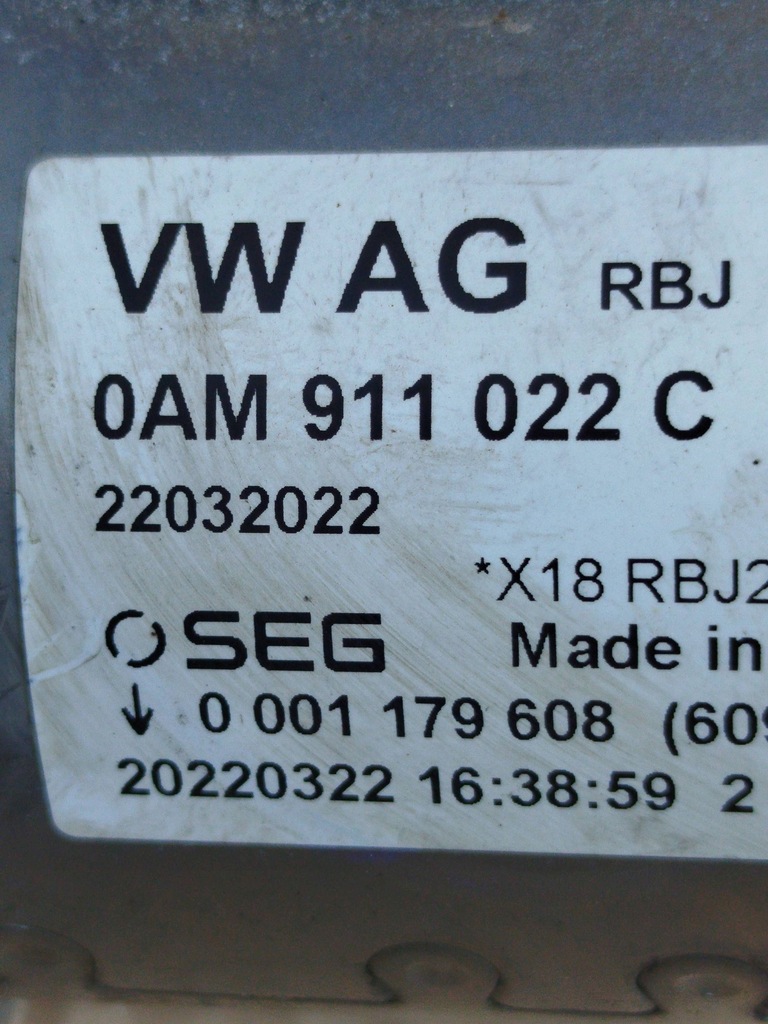 VW AG RBJ
0AM 911 022 C
22032022
*X18 RBJ2
SEG Made in
↓ 0 001 179 608 (609
20220322 16:38:59 2